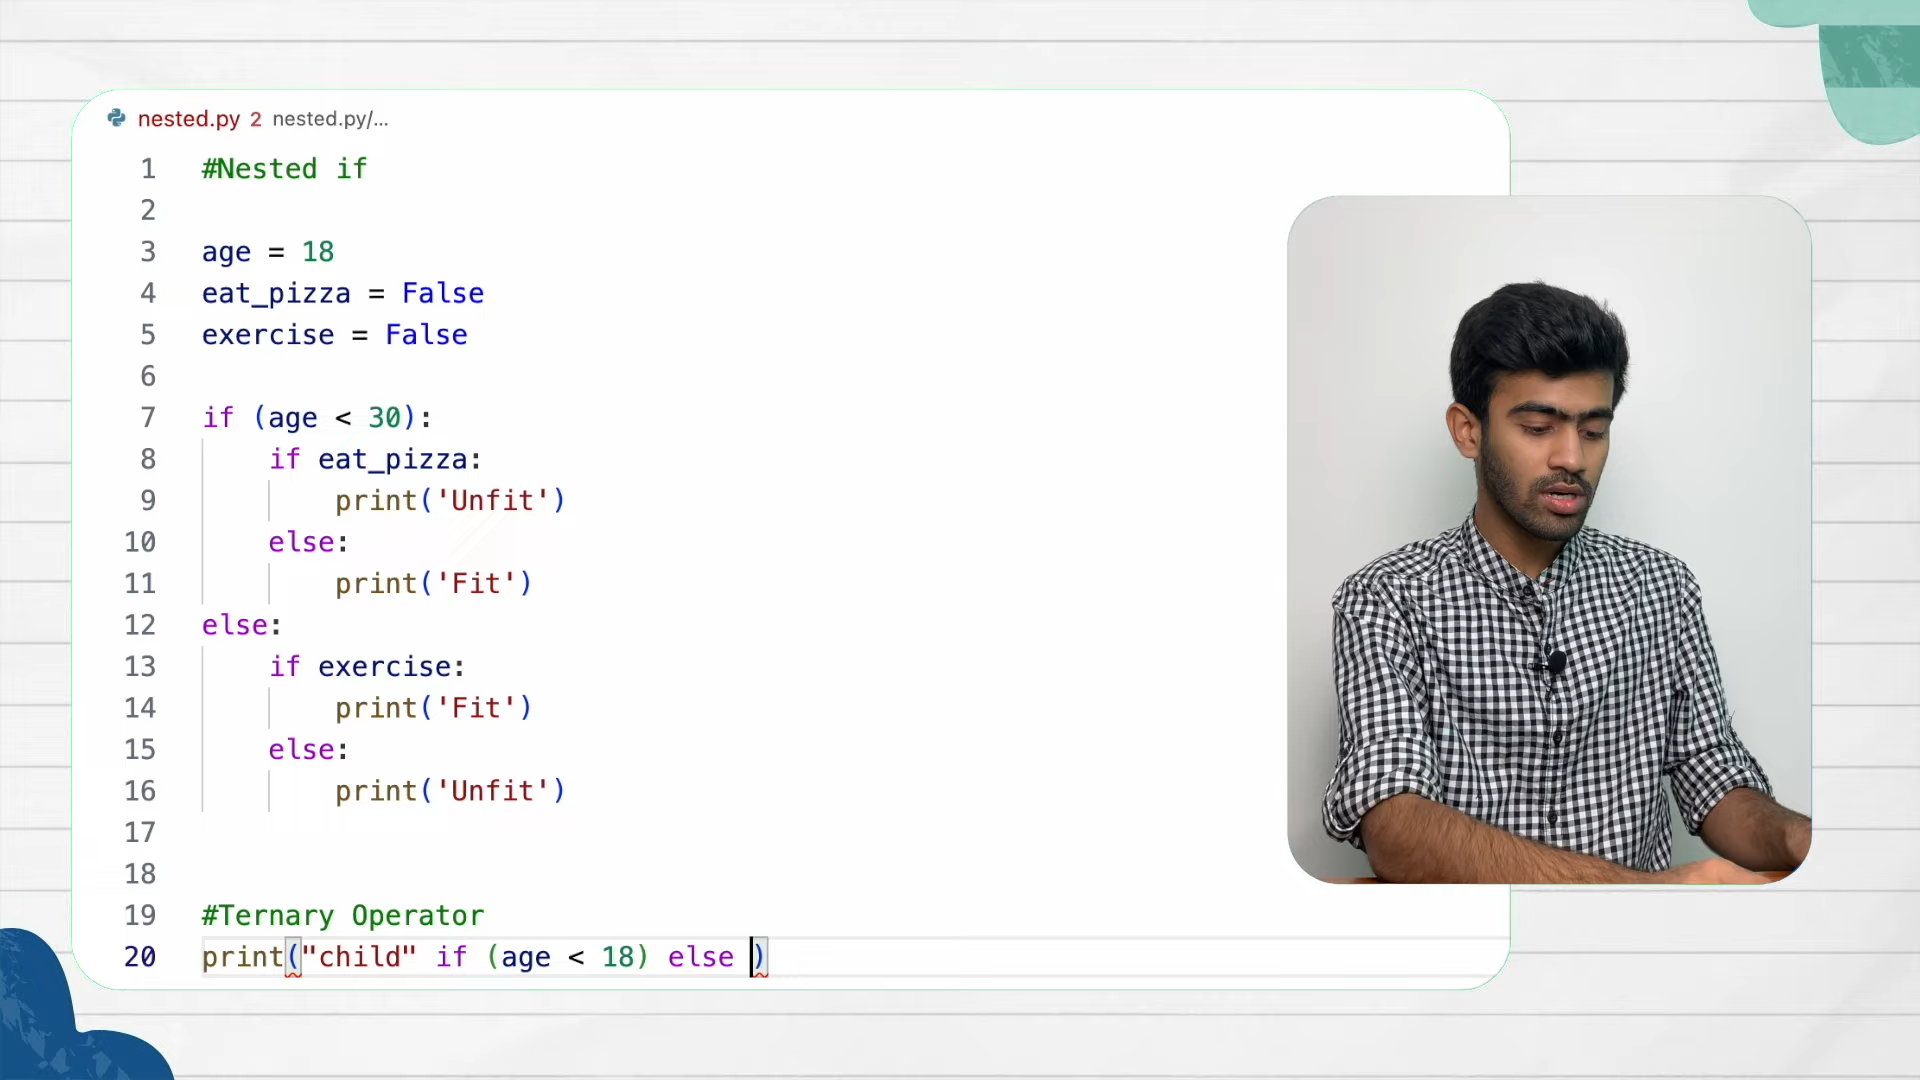 nested.py 2 nested.py/...
1 #Nested if
2
3 age = 18
4 eat_pizza = False
5 exercise = False
6
7 if (age < 30):
8     if eat_pizza:
9         print('Unfit')
10     else:
11         print('Fit')
12 else:
13     if exercise:
14         print('Fit')
15     else:
16         print('Unfit')
17
18
19 #Ternary Operator
20 print("child" if (age < 18) else )